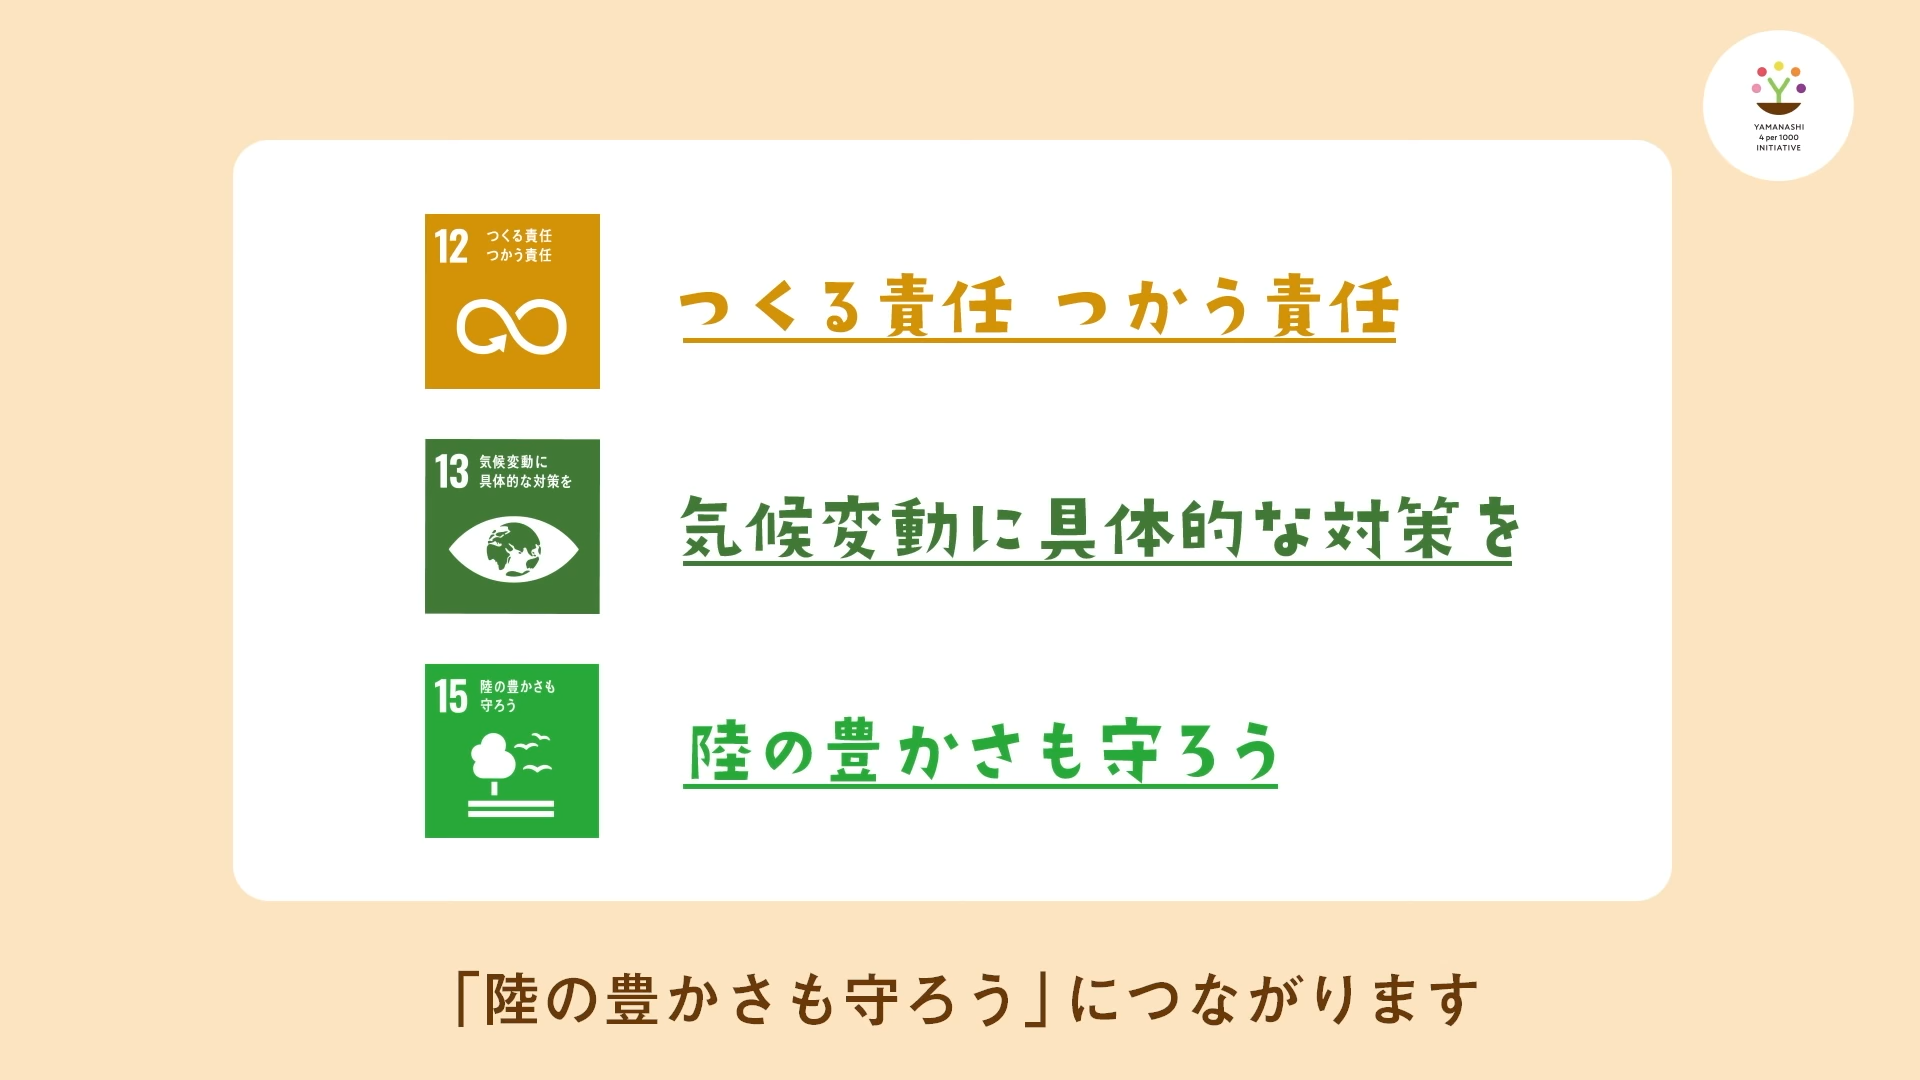 YAMANASHI
4 per 1000
INITIATIVE
12 つくる責任
つかう責任
つくる責任 つかう責任
13 気候変動に
具体的な対策を
気候変動に具体的な対策を
15 陸の豊かさも
守ろう
陸の豊かさも守ろう
「陸の豊かさも守ろう」につながります